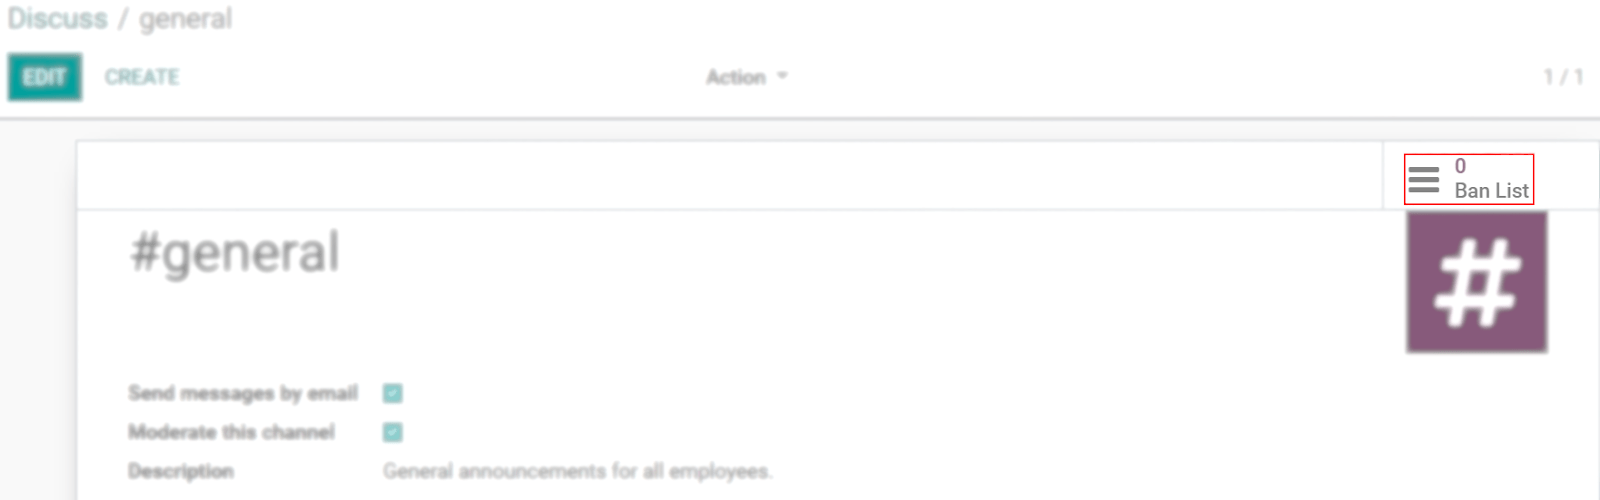 Discuss / general
EDIT CREATE Action 1 / 1
0
Ban List
#general
Send messages by email
Moderate this channel
Description General announcements for all employees.